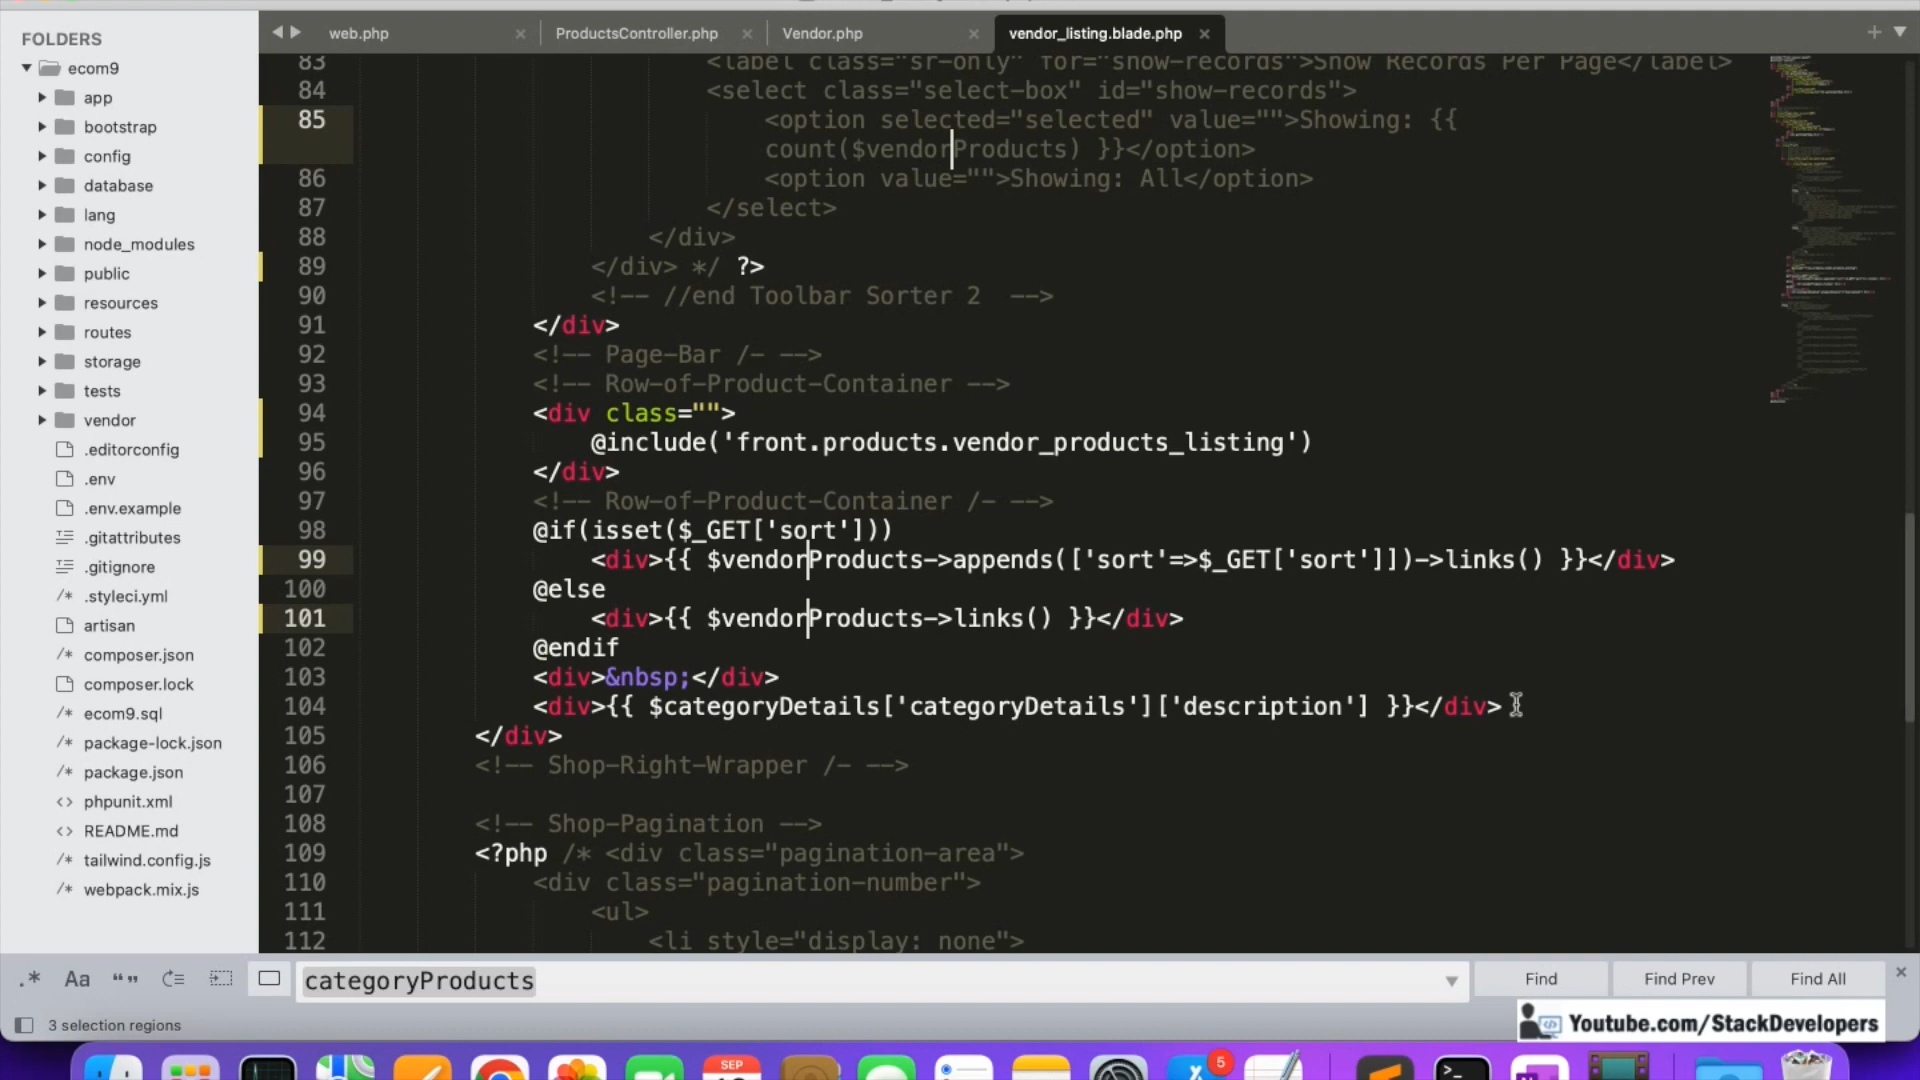 FOLDERS
ecom9
app
bootstrap
config
database
lang
node_modules
public
resources
routes
storage
tests
vendor
.editorconfig
.env
.env.example
.gitattributes
.gitignore
.styleci.yml
artisan
composer.json
composer.lock
ecom9.sql
package-lock.json
package.json
phpunit.xml
README.md
tailwind.config.js
webpack.mix.js
web.php
ProductsController.php
Vendor.php
vendor_listing.blade.php
83 <label class="sr-only" for="show-records">Show Records Per Page</label>
84 <select class="select-box" id="show-records">
85 <option selected="selected" value="">Showing: {{
count($vendorProducts) }}</option>
86 <option value="">Showing: All</option>
87 </select>
88 </div>
89 </div> */ ?>
90 <!-- //end Toolbar Sorter 2  -->
91 </div>
92 <!-- Page-Bar /- -->
93 <!-- Row-of-Product-Container -->
94 <div class="">
95 @include('front.products.vendor_products_listing')
96 </div>
97 <!-- Row-of-Product-Container /- -->
98 @if(isset($_GET['sort']))
99 <div>{{ $vendorProducts->appends(['sort'=>$_GET['sort']])->links() }}</div>
100 @else
101 <div>{{ $vendorProducts->links() }}</div>
102 @endif
103 <div>&nbsp;</div>
104 <div>{{ $categoryDetails['categoryDetails']['description'] }}</div>
105 </div>
106 <!-- Shop-Right-Wrapper /- -->
107
108 <!-- Shop-Pagination -->
109 <?php /* <div class="pagination-area">
110 <div class="pagination-number">
111 <ul>
112 <li style="display: none">
.* Aa “” categoryProducts Find Find Prev Find All
3 selection regions
Youtube.com/StackDevelopers
SEP
5